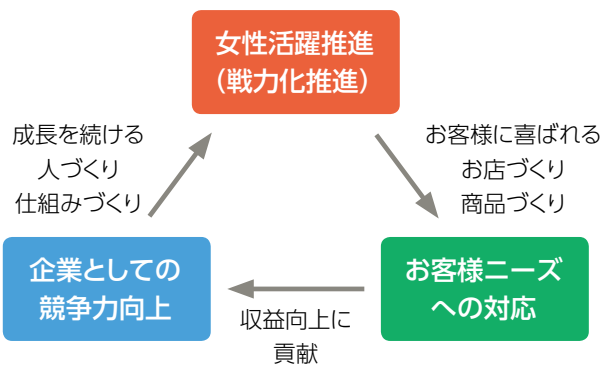 女性活躍推進
（戦力化推進）
成長を続ける
人づくり
仕組みづくり
お客様に喜ばれる
お店づくり
商品づくり
企業としての
競争力向上
お客様ニーズ
への対応
収益向上に
貢献